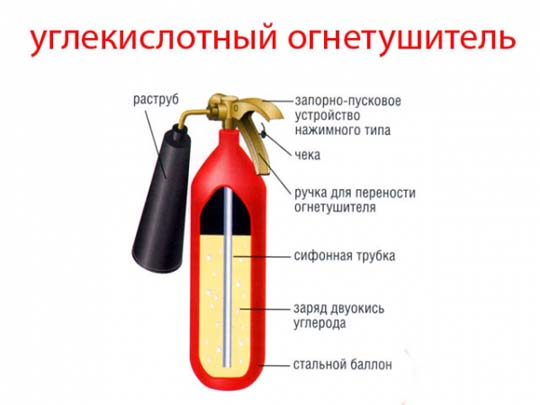 углекислотный огнетушитель
раструб
запорно-пусковое
устройство
нажимного типа
чека
ручка для перености
огнетушителя
сифонная трубка
заряд двуокись
углерода
стальной баллон